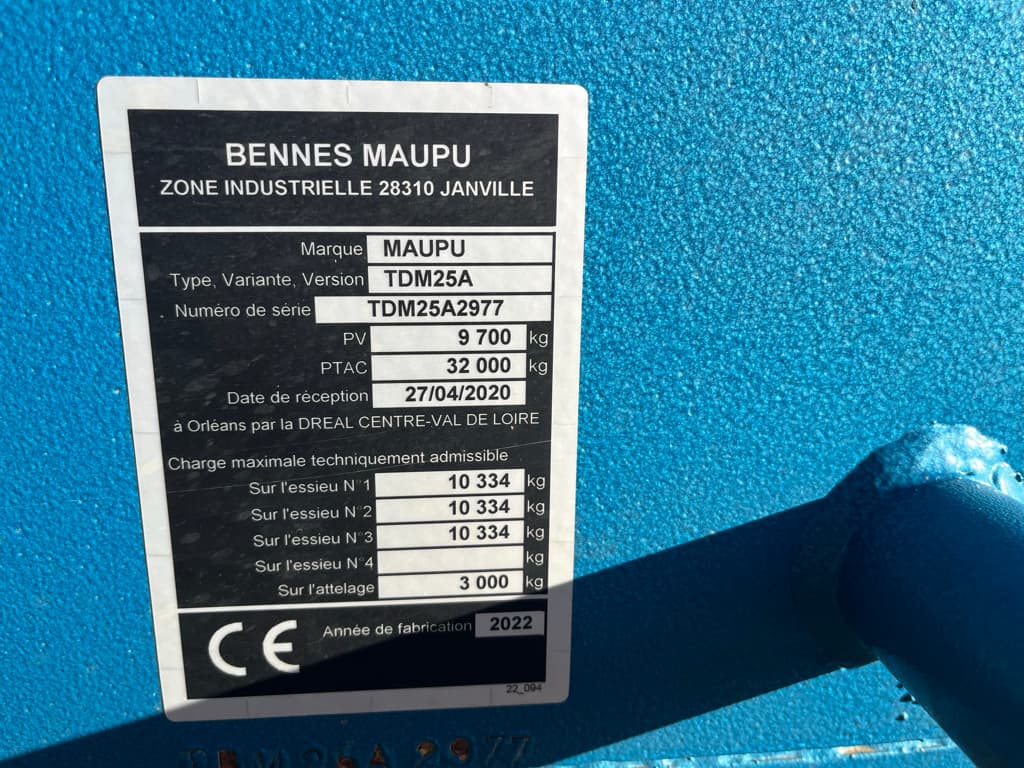 BENNES MAUPU
ZONE INDUSTRIELLE 28310 JANVILLE
Marque MAUPU
Type, Variante, Version TDM25A
Numéro de série TDM25A2977
PV 9 700 kg
PTAC 32 000 kg
Date de réception 27/04/2020
à Orléans par la DREAL CENTRE-VAL DE LOIRE
Charge maximale techniquement admissible
Sur l'essieu N°1 10 334 kg
Sur l'essieu N°2 10 334 kg
Sur l'essieu N°3 10 334 kg
Sur l'essieu N°4 kg
Sur l'attelage 3 000 kg
CE Année de fabrication 2022
22_094
TDM25A2977